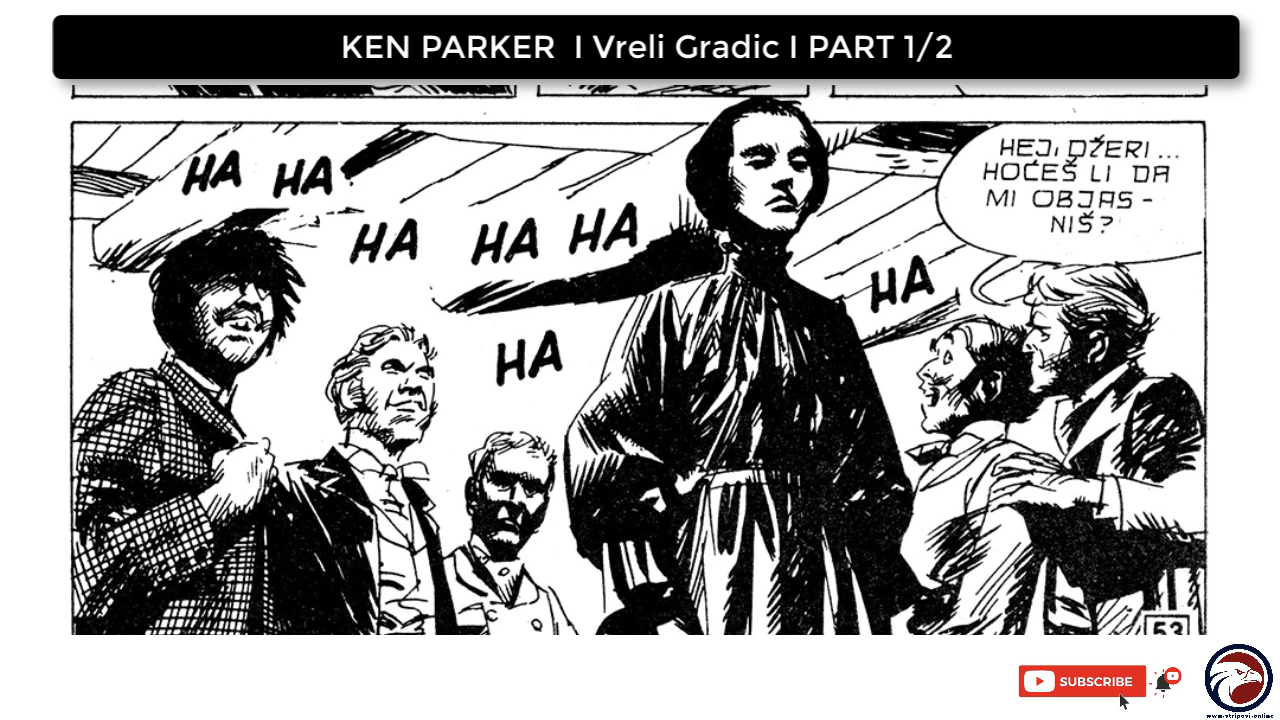 KEN PARKER I Vreli Gradic I PART 1/2
HA HA
HA HA HA
HA
HA
HEJ, DŽERI...
HOĆEŠ LI DA
MI OBJAS-
NIŠ?
53
SUBSCRIBE